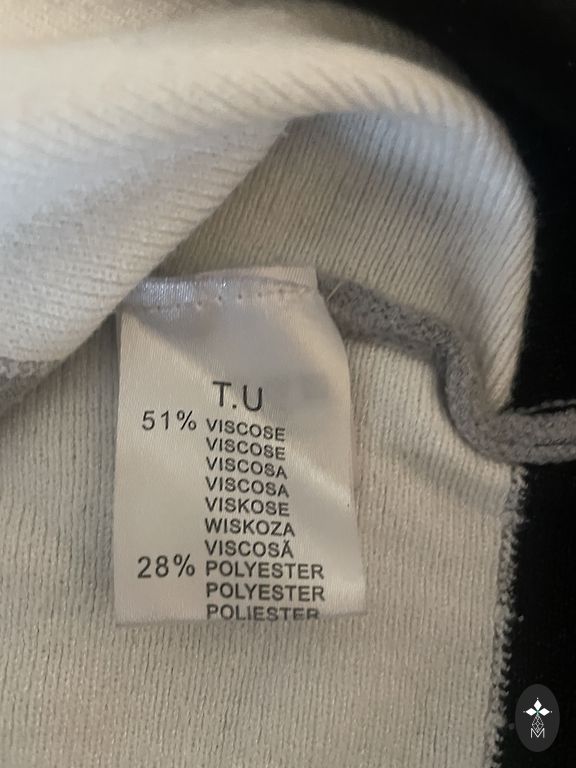 T.U
51% VISCOSE
VISCOSE
VISCOSA
VISCOSA
VISKOSE
WISKOZA
VISCOSĂ
28% POLYESTER
POLYESTER
POLIESTER
M